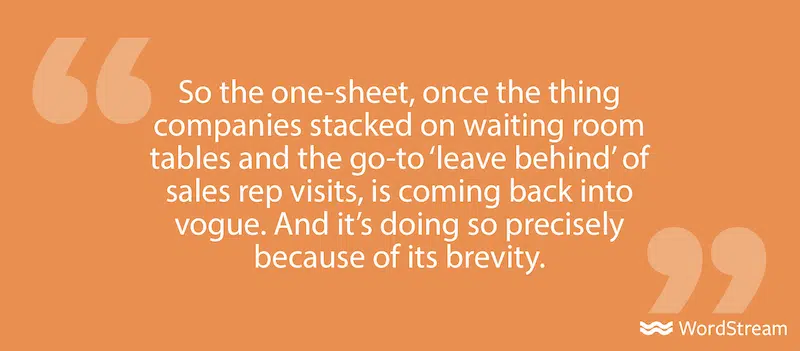 So the one-sheet, once the thing
companies stacked on waiting room
tables and the go-to ‘leave behind’ of
sales rep visits, is coming back into
vogue. And it’s doing so precisely
because of its brevity.
WordStream